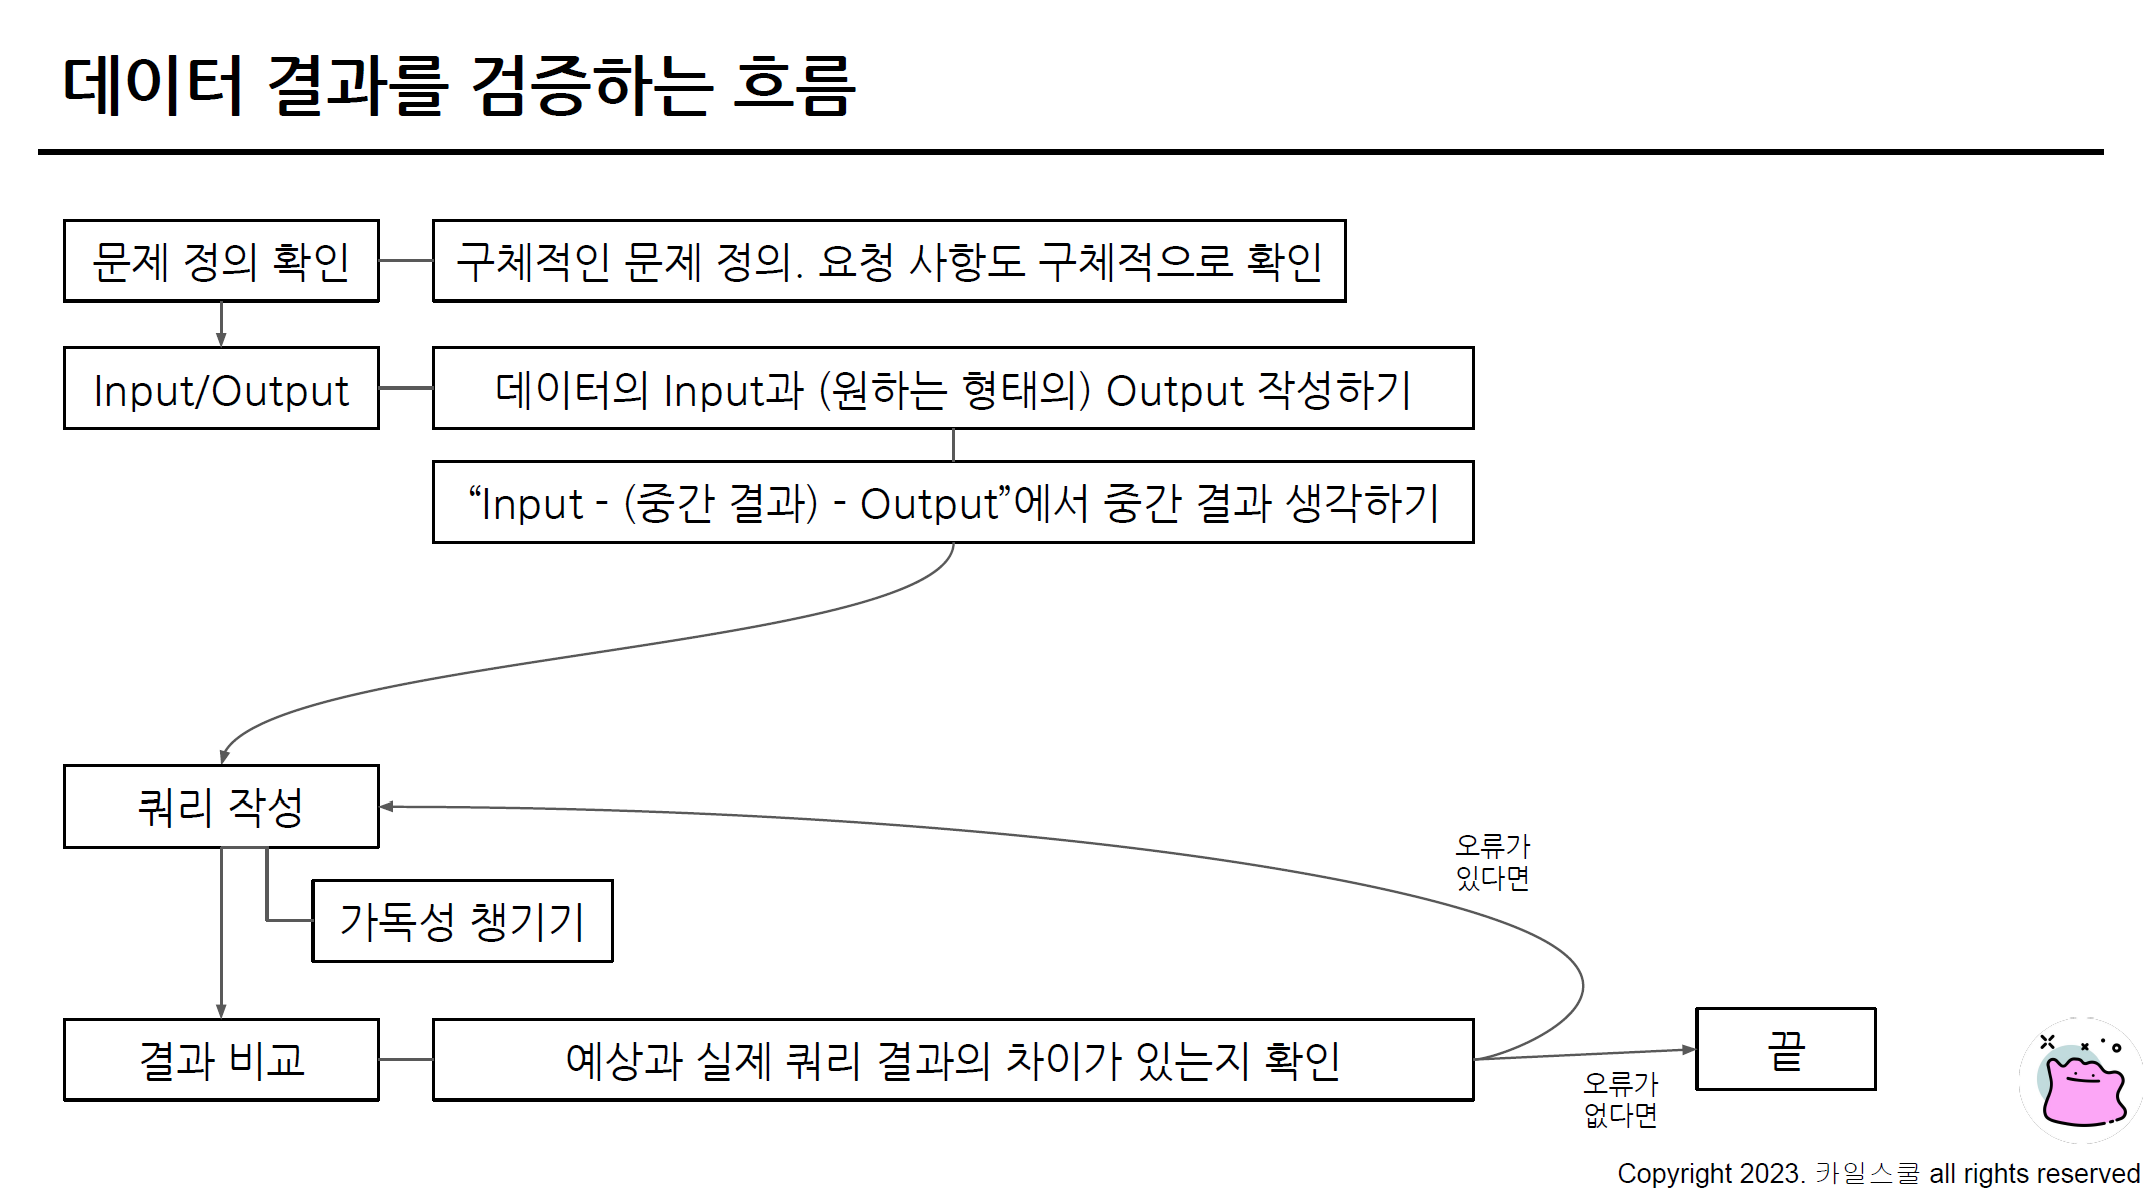 데이터 결과를 검증하는 흐름
문제 정의 확인
구체적인 문제 정의. 요청 사항도 구체적으로 확인
Input/Output
데이터의 Input과 (원하는 형태의) Output 작성하기
“Input - (중간 결과) - Output”에서 중간 결과 생각하기
쿼리 작성
가독성 챙기기
오류가
있다면
결과 비교
예상과 실제 쿼리 결과의 차이가 있는지 확인
오류가
없다면
끝
Copyright 2023. 카일스쿨 all rights reserved